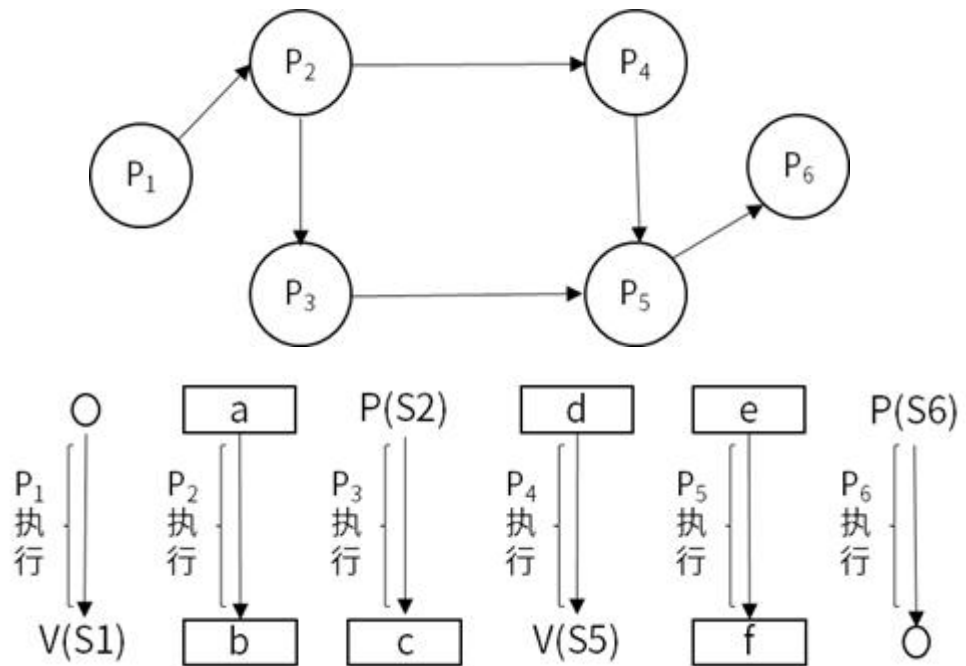 P₂
P₄
P₁
P₆
P₃
P₅
a
P(S2)
d
e
P(S6)
P₁
执
行
P₂
执
行
P₃
执
行
P₄
执
行
P₅
执
行
P₆
执
行
V(S1)
b
c
V(S5)
f